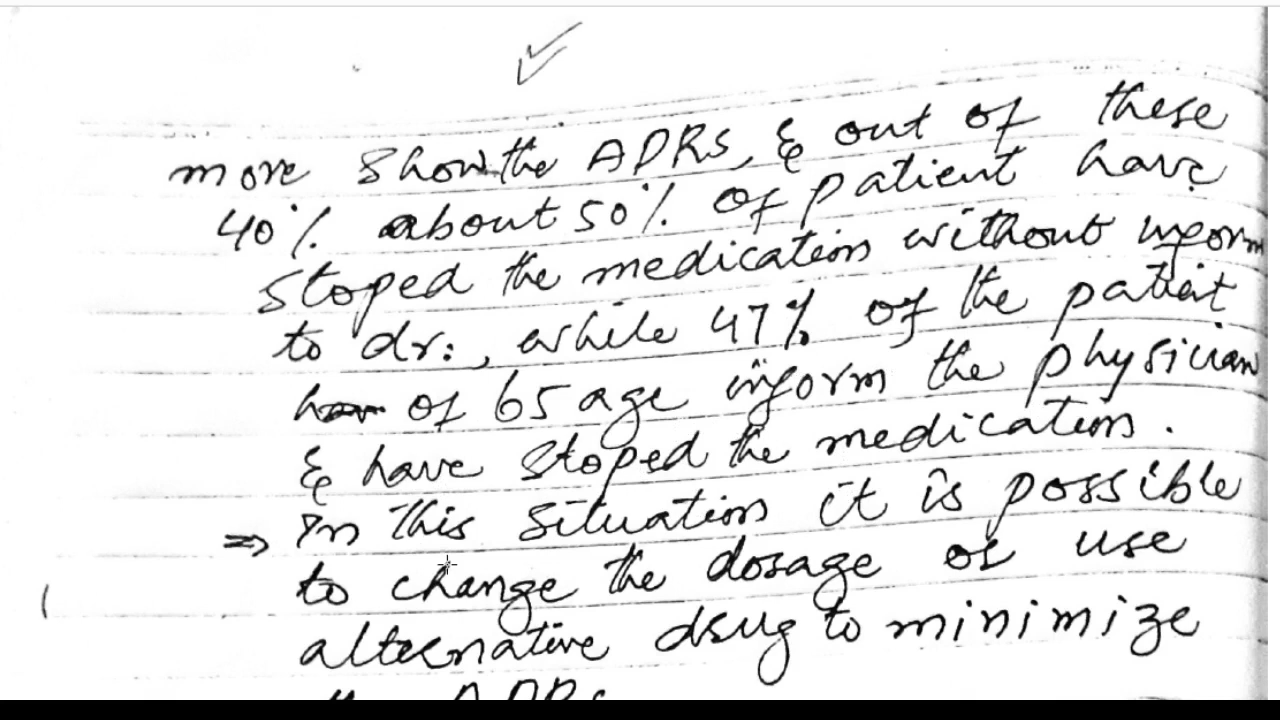 more show the ADRs, & out of these
40% about 50% of patient have
stoped the medication without inform
to dr:, while 47% of the patient
of 65 age inform the physician
& have stoped the medication.
⇒ In this situation it is possible
to change the dosage or use
alternative drug to minimize
ADRs